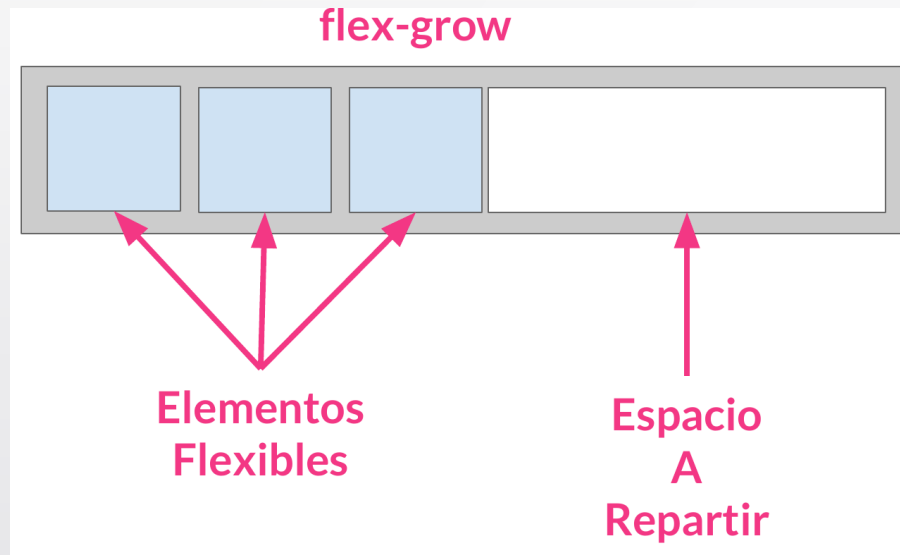 flex-grow
Elementos
Flexibles
Espacio
A
Repartir